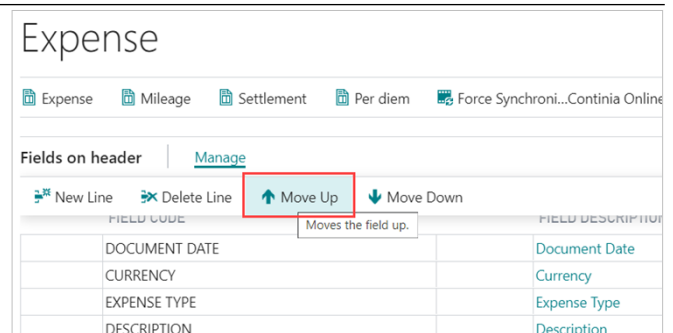 Expense
Expense Mileage Settlement Per diem Force Synchroni...Continia Online
Fields on header Manage
New Line Delete Line Move Up Move Down
FIELD CODE FIELD DESCRIPTION
Moves the field up.
DOCUMENT DATE Document Date
CURRENCY Currency
EXPENSE TYPE Expense Type
DESCRIPTION Description